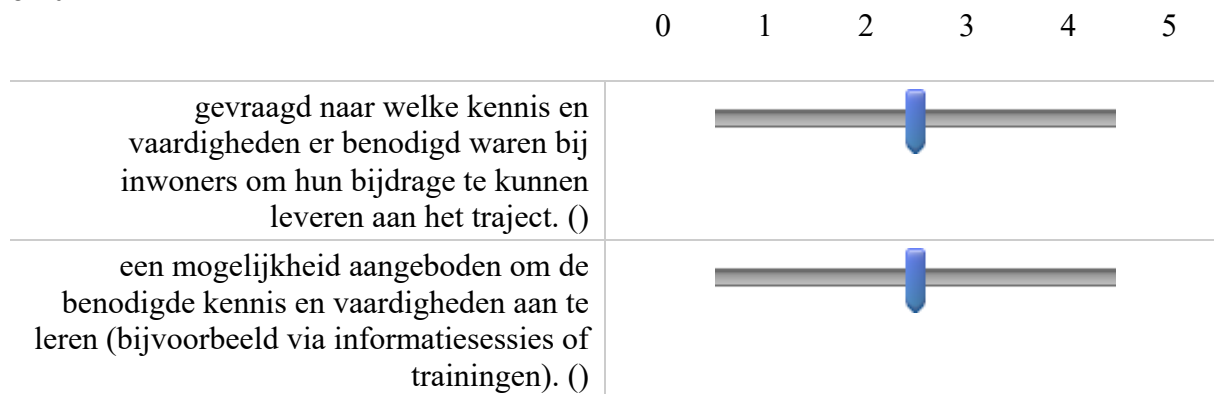 0 1 2 3 4 5
gevraagd naar welke kennis en
vaardigheden er benodigd waren bij
inwoners om hun bijdrage te kunnen
leveren aan het traject. ()
een mogelijkheid aangeboden om de
benodigde kennis en vaardigheden aan te
leren (bijvoorbeeld via informatiesessies of
trainingen). ()